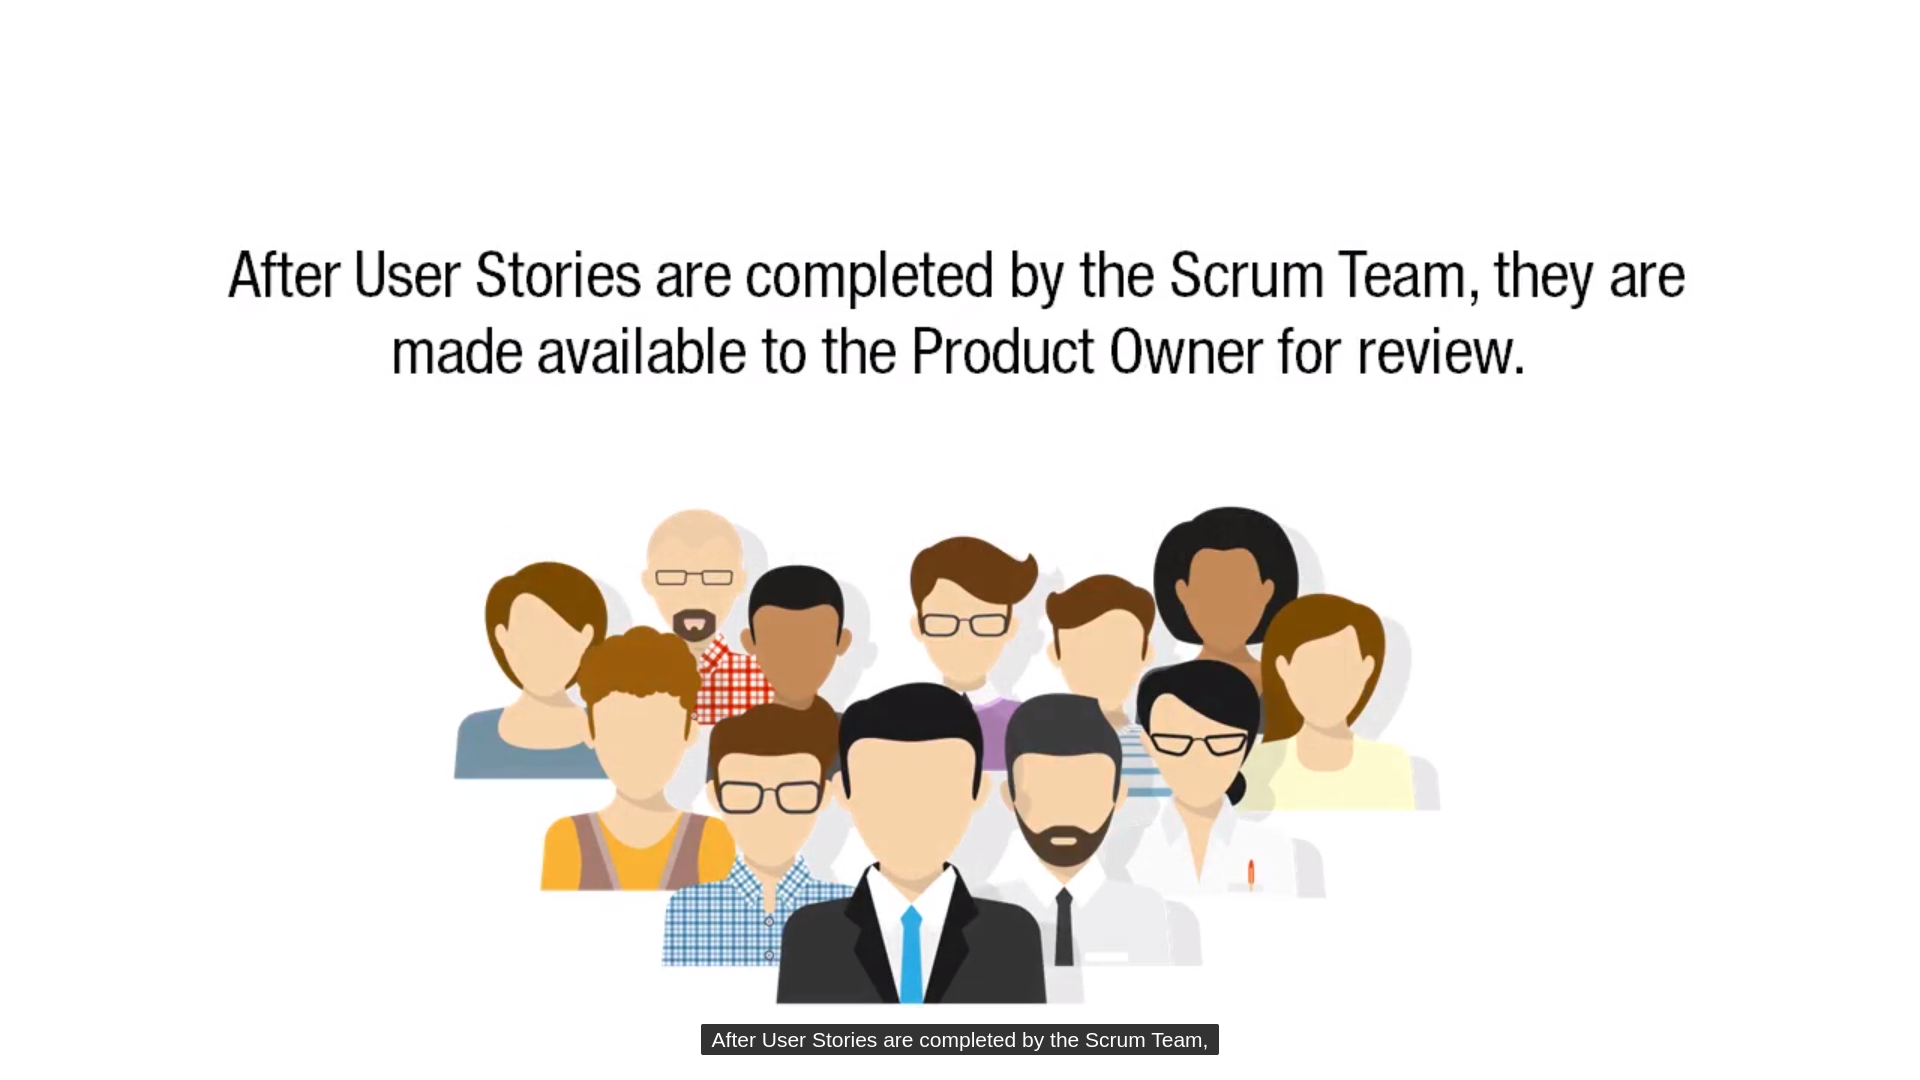 After User Stories are completed by the Scrum Team, they are
made available to the Product Owner for review.
After User Stories are completed by the Scrum Team,